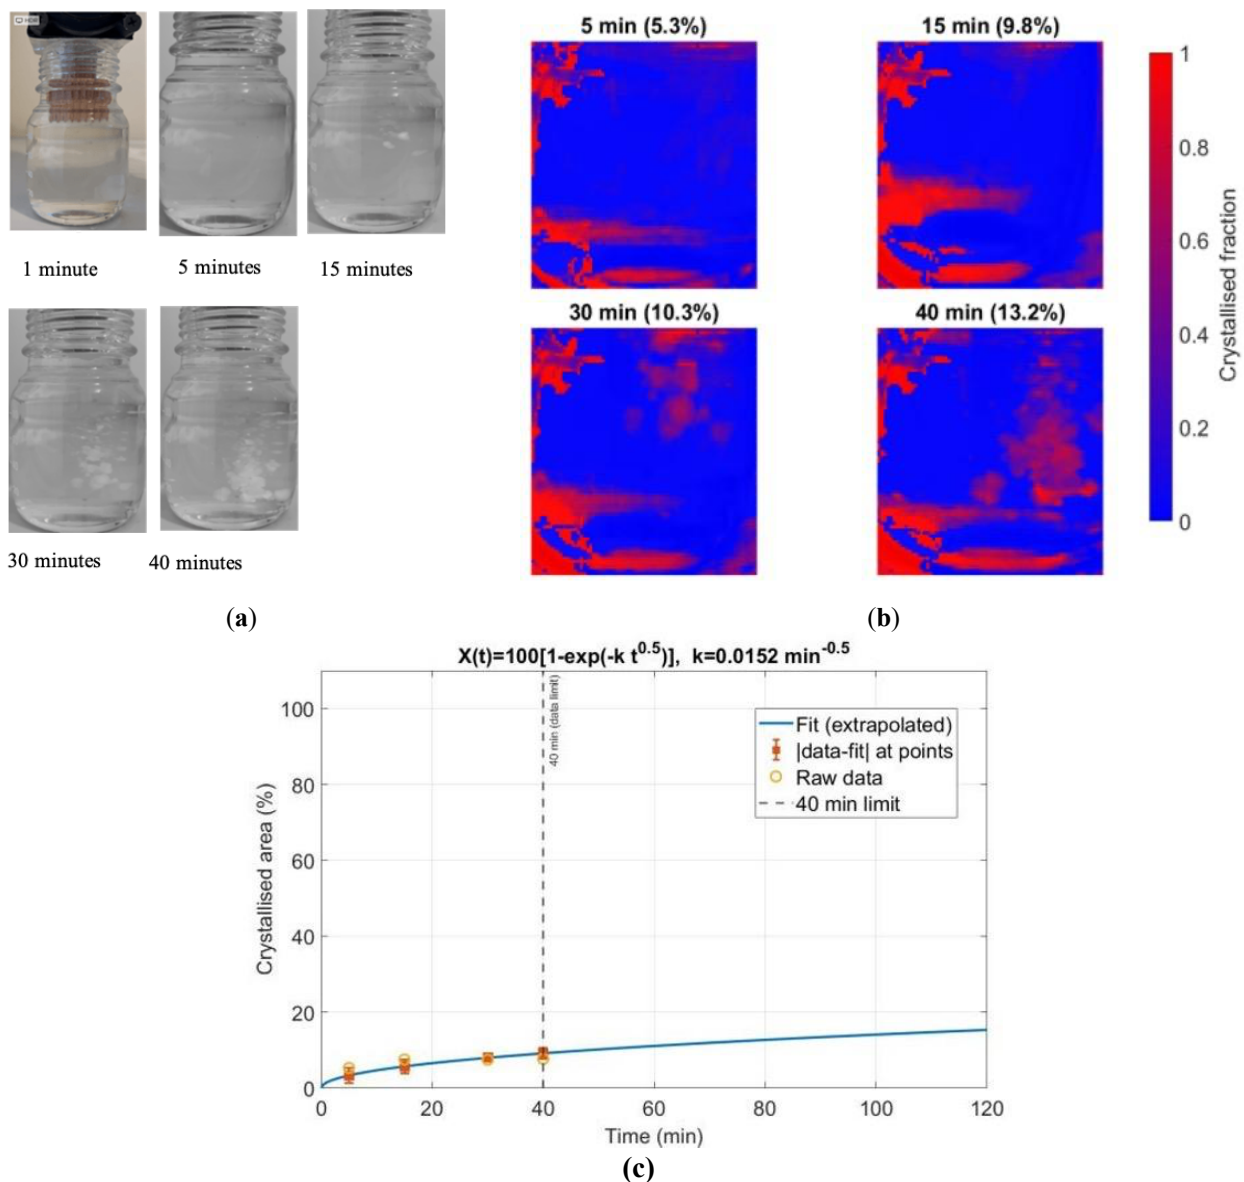 HDR
1 minute
5 minutes
15 minutes
30 minutes
40 minutes
(a)
5 min (5.3%)
15 min (9.8%)
30 min (10.3%)
40 min (13.2%)
1
0.8
0.6
0.4
0.2
0
Crystallised fraction
(b)
X(t)=100[1-exp(-k t^0.5)], k=0.0152 min^-0.5
100
80
60
40
20
0
Crystallised area (%)
40 min (data limit)
Fit (extrapolated)
|data-fit| at points
Raw data
40 min limit
0 20 40 60 80 100 120
Time (min)
(c)